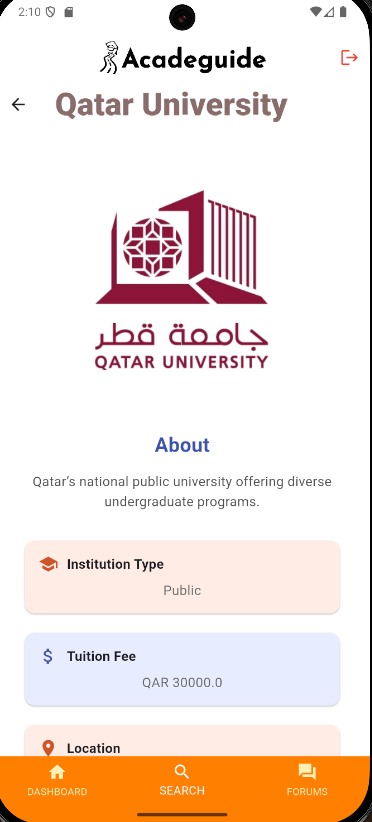 2:10
Acadeguide
Qatar University
جامعة قطر
QATAR UNIVERSITY
About
Qatar's national public university offering diverse
undergraduate programs.
Institution Type
Public
Tuition Fee
QAR 30000.0
Location
DASHBOARD
SEARCH
FORUMS